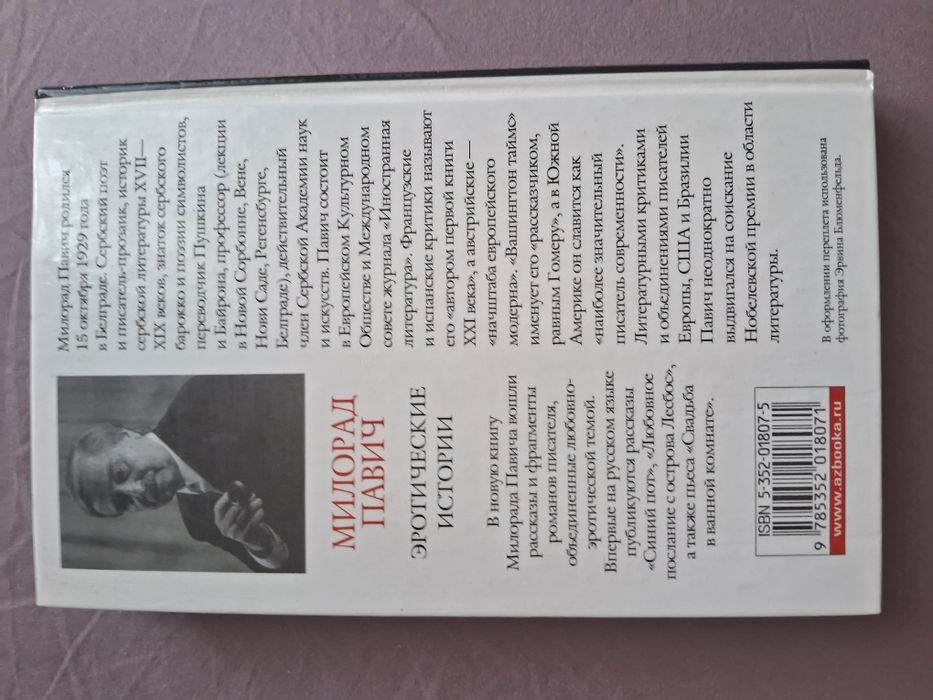 МИЛОРАД
ПАВИЧ
ЭРОТИЧЕСКИЕ
ИСТОРИИ
В новую книгу
Милорада Павича вошли
рассказы и фрагменты
романов писателя,
объединенные любовно-
эротической темой.
Впервые на русском языке
публикуются рассказы
«Синий пот», «Любовное
послание с острова Лесбос»,
а также пьеса «Свадьба
в ванной комнате».
ISBN 5-352-01807-5
9 785352 018071
www.azbooka.ru
Милорад Павич родился
15 октября 1929 года
в Белграде. Сербский поэт
и писатель-прозаик, историк
сербской литературы XVII—
XIX веков, знаток сербского
барокко и поэзии символистов,
переводчик Пушкина
и Байрона, профессор (лекции
в Новой Сорбонне, Вене,
Нови Саде, Регенсбурге,
Белграде), действительный
член Сербской Академии наук
и искусств. Павич состоит
в Европейском Культурном
Обществе и Международном
совете журнала «Иностранная
литература». Французские
и испанские критики называют
его «автором первой книги
XXI века», а австрийские —
«начштаба европейского
модерна». «Вашингтон таймс»
именует его «рассказчиком,
равным Гомеру», а в Южной
Америке он славится как
«наиболее значительный
писатель современности».
Литературными критиками
и объединениями писателей
Европы, США и Бразилии
Павич неоднократно
выдвигался на соискание
Нобелевской премии в области
литературы.
В оформлении переплета использована
фотография Эрвина Блюменфельда.